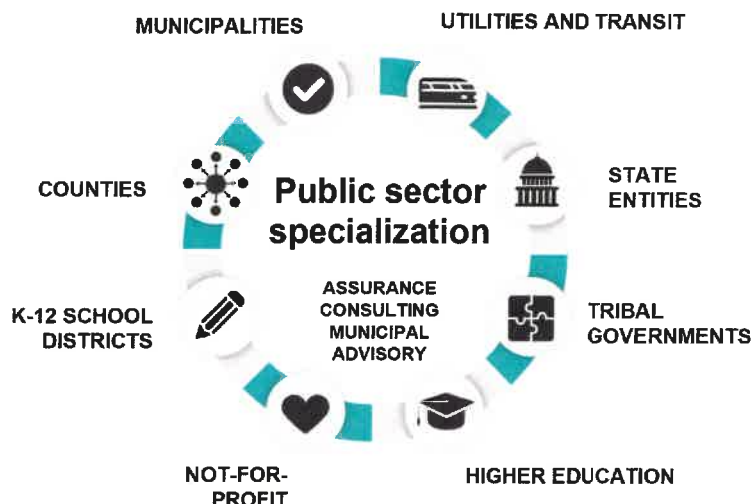 MUNICIPALITIES
UTILITIES AND TRANSIT
COUNTIES
Public sector
specialization
STATE
ENTITIES
K-12 SCHOOL
DISTRICTS
ASSURANCE
CONSULTING
MUNICIPAL
ADVISORY
TRIBAL
GOVERNMENTS
NOT-FOR-
PROFIT
HIGHER EDUCATION